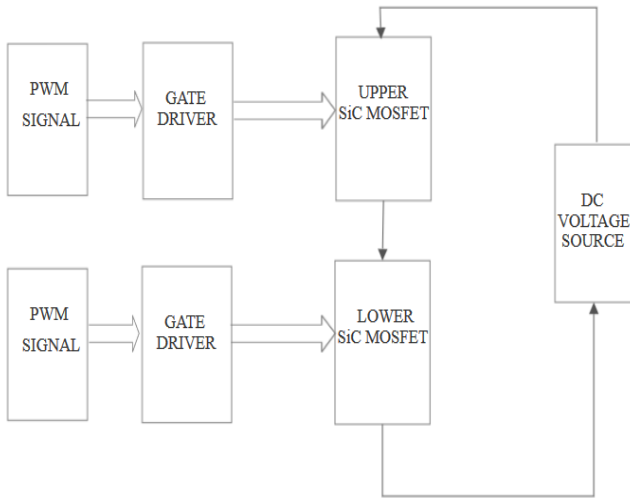 PWM
SIGNAL
GATE
DRIVER
UPPER
SiC MOSFET
DC
VOLTAGE
SOURCE
PWM
SIGNAL
GATE
DRIVER
LOWER
SiC MOSFET